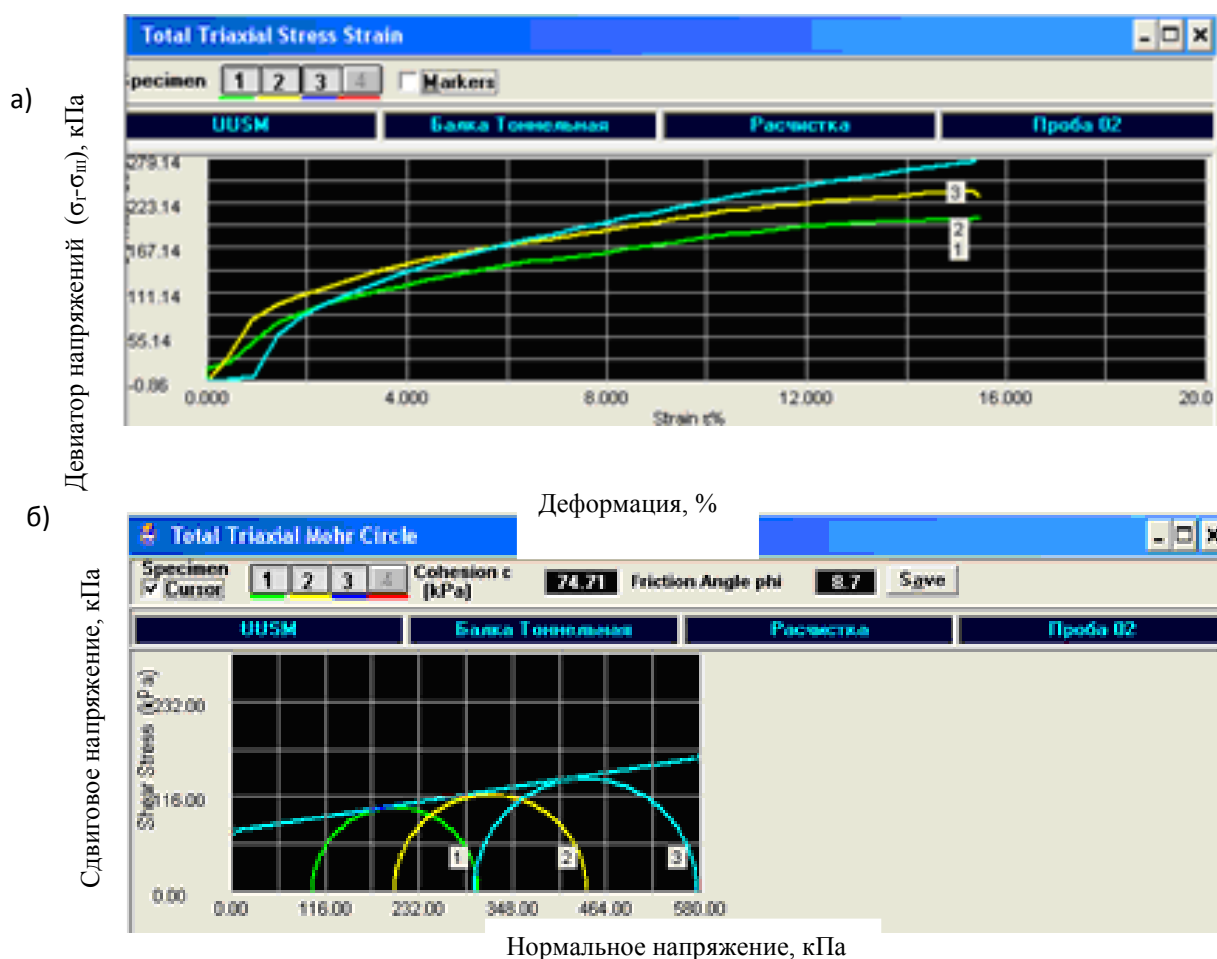 Total Triaxial Stress Strain
а)
Specimen 1 2 3 4 Markers
UUSM Балка Тоннельная Расчистка Проба 02
Девиатор напряжений (σI-σIII), кПа
279.14
223.14
167.14
111.14
55.14
-0.86
3
2
1
0.000 4.000 8.000 12.000 16.000 20.0
Strain ε%
Деформация, %
б)
Total Triaxial Mohr Circle
Specimen
Cursor
1 2 3 4
Cohesion c
(kPa)
74.71 Friction Angle phi 8.7 Save
UUSM Балка Тоннельная Расчистка Проба 02
Сдвиговое напряжение, кПа
Shear Stress (kPa)
232.00
116.00
0.00
1 2 3
0.00 116.00 232.00 348.00 464.00 580.00
Нормальное напряжение, кПа